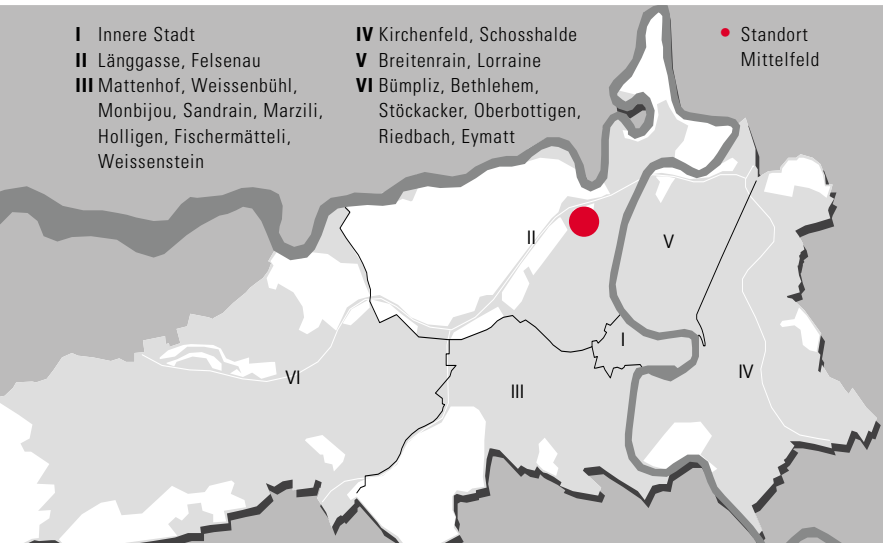 I Innere Stadt
II Länggasse, Felsenau
III Mattenhof, Weissenbühl,
Monbijou, Sandrain, Marzili,
Holligen, Fischermätteli,
Weissenstein
IV Kirchenfeld, Schosshalde
V Breitenrain, Lorraine
VI Bümpliz, Bethlehem,
Stöckacker, Oberbottigen,
Riedbach, Eymatt
Standort
Mittelfeld
II
V
I
VI
III
IV